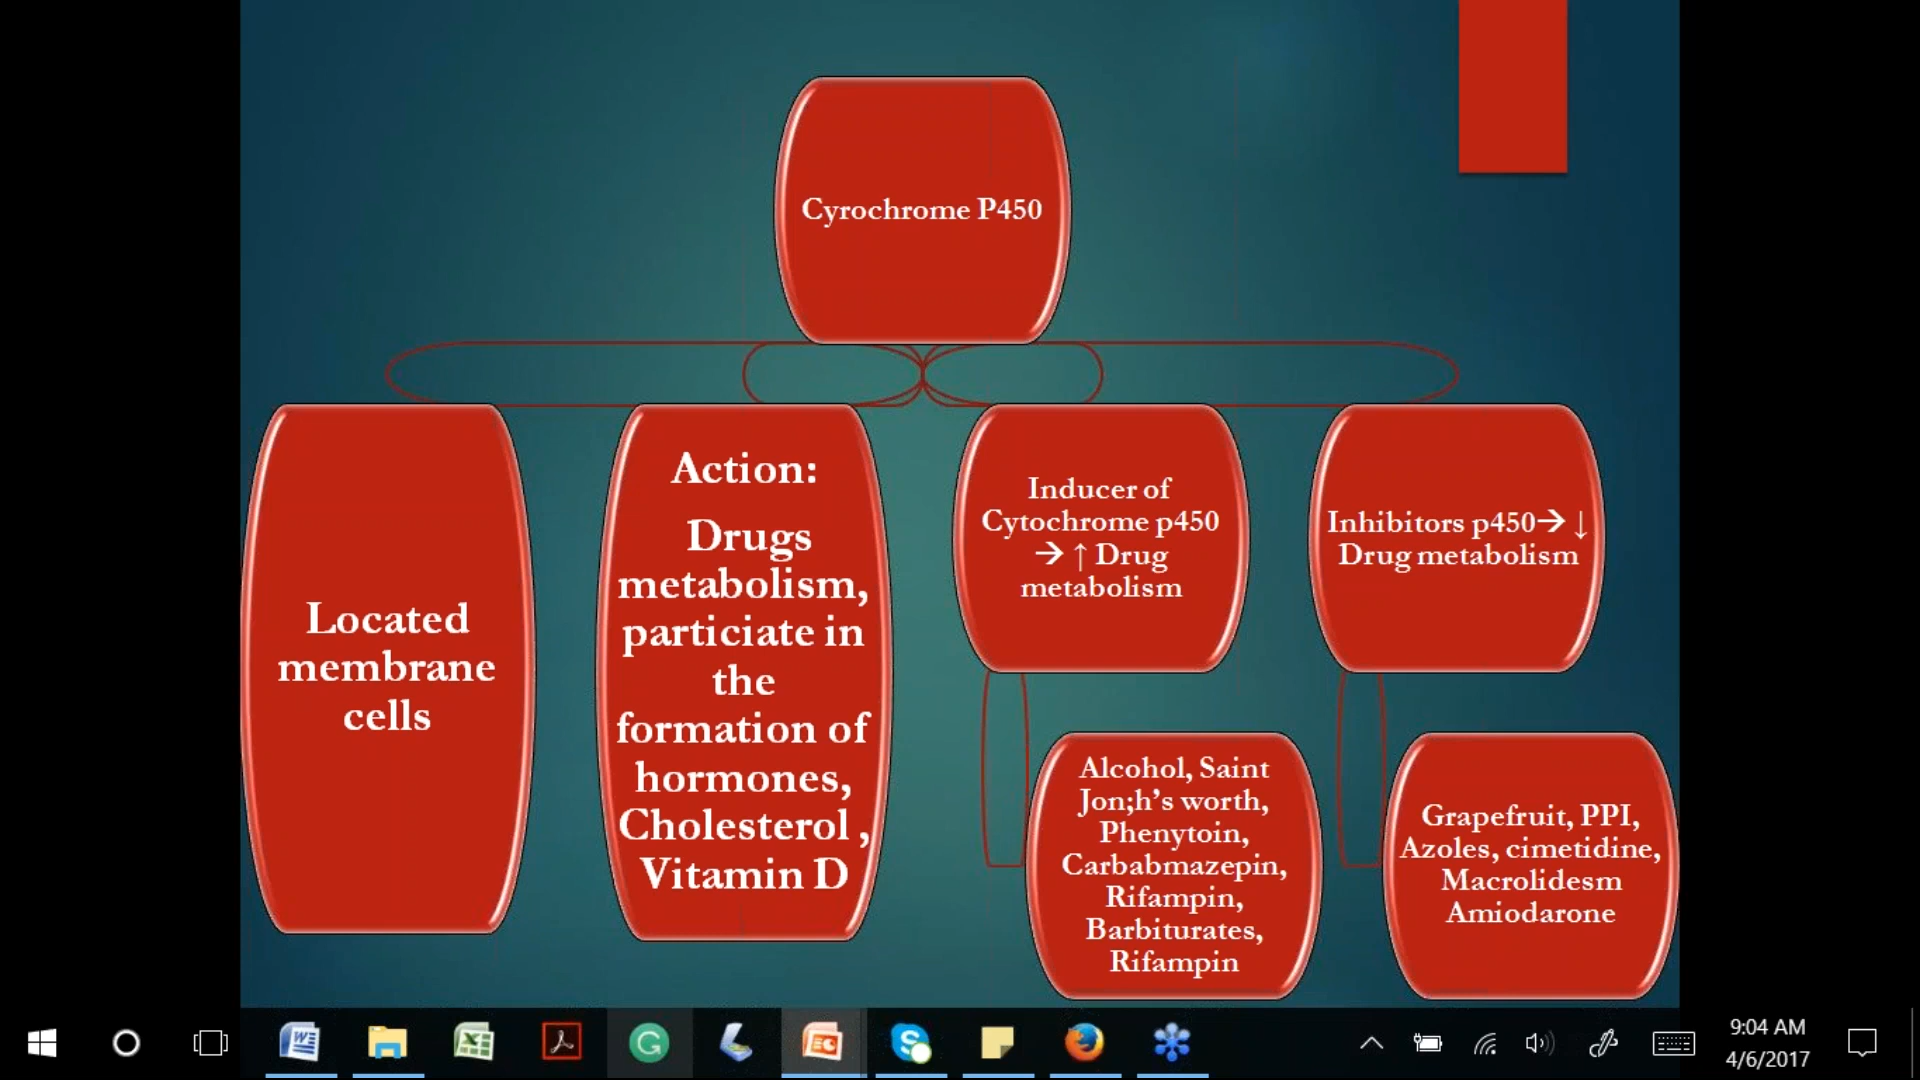 Cyrochrome P450
Located
membrane
cells
Action:
Drugs
metabolism,
particiate in
the
formation of
hormones,
Cholesterol ,
Vitamin D
Inducer of
Cytochrome p450
→ ↑ Drug
metabolism
Inhibitors p450→ ↓
Drug metabolism
Alcohol, Saint
Jon;h's worth,
Phenytoin,
Carbabmazepin,
Rifampin,
Barbiturates,
Rifampin
Grapefruit, PPI,
Azoles, cimetidine,
Macrolidesm
Amiodarone
9:04 AM
4/6/2017